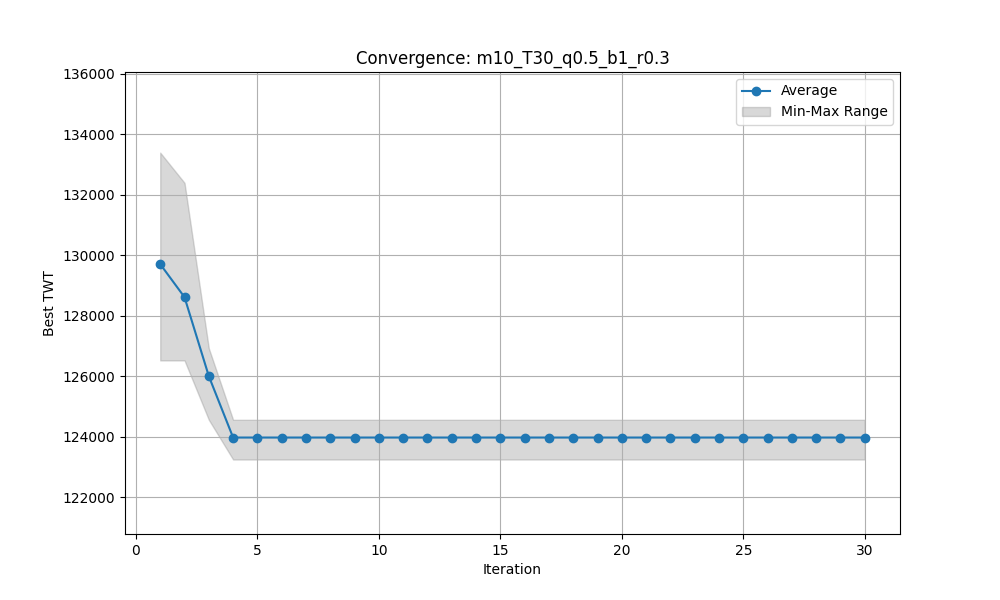 Convergence: m10_T30_q0.5_b1_r0.3
Average
Min-Max Range
136000
134000
132000
130000
128000
126000
124000
122000
Best TWT
0 5 10 15 20 25 30
Iteration